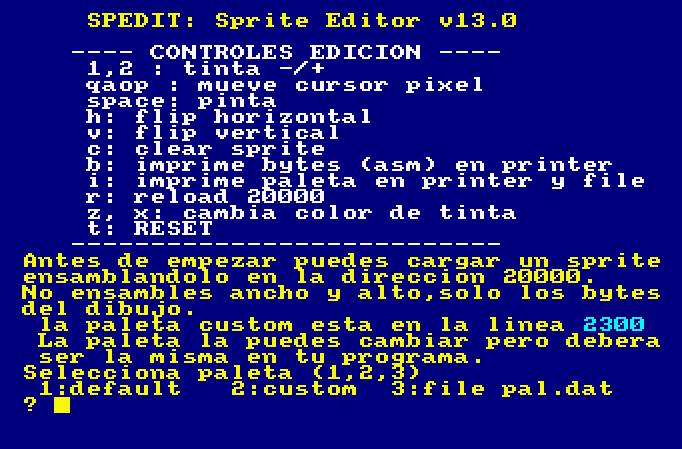 SPEDIT: Sprite Editor v13.0
---- CONTROLES EDICION ----
1,2 : tinta -/+
qaop : mueve cursor pixel
space: pinta
h: flip horizontal
v: flip vertical
c: clear sprite
b: imprime bytes (asm) en printer
i: imprime paleta en printer y file
r: reload 20000
z, x: cambia color de tinta
t: RESET
---------------------------
Antes de empezar puedes cargar un sprite
ensamblandolo en la direccion 20000.
No ensambles ancho y alto,solo los bytes
del dibujo.
la paleta custom esta en la linea 2300
La paleta la puedes cambiar pero debera
ser la misma en tu programa.
Selecciona paleta (1,2,3)
1:default 2:custom 3:file pal.dat
?